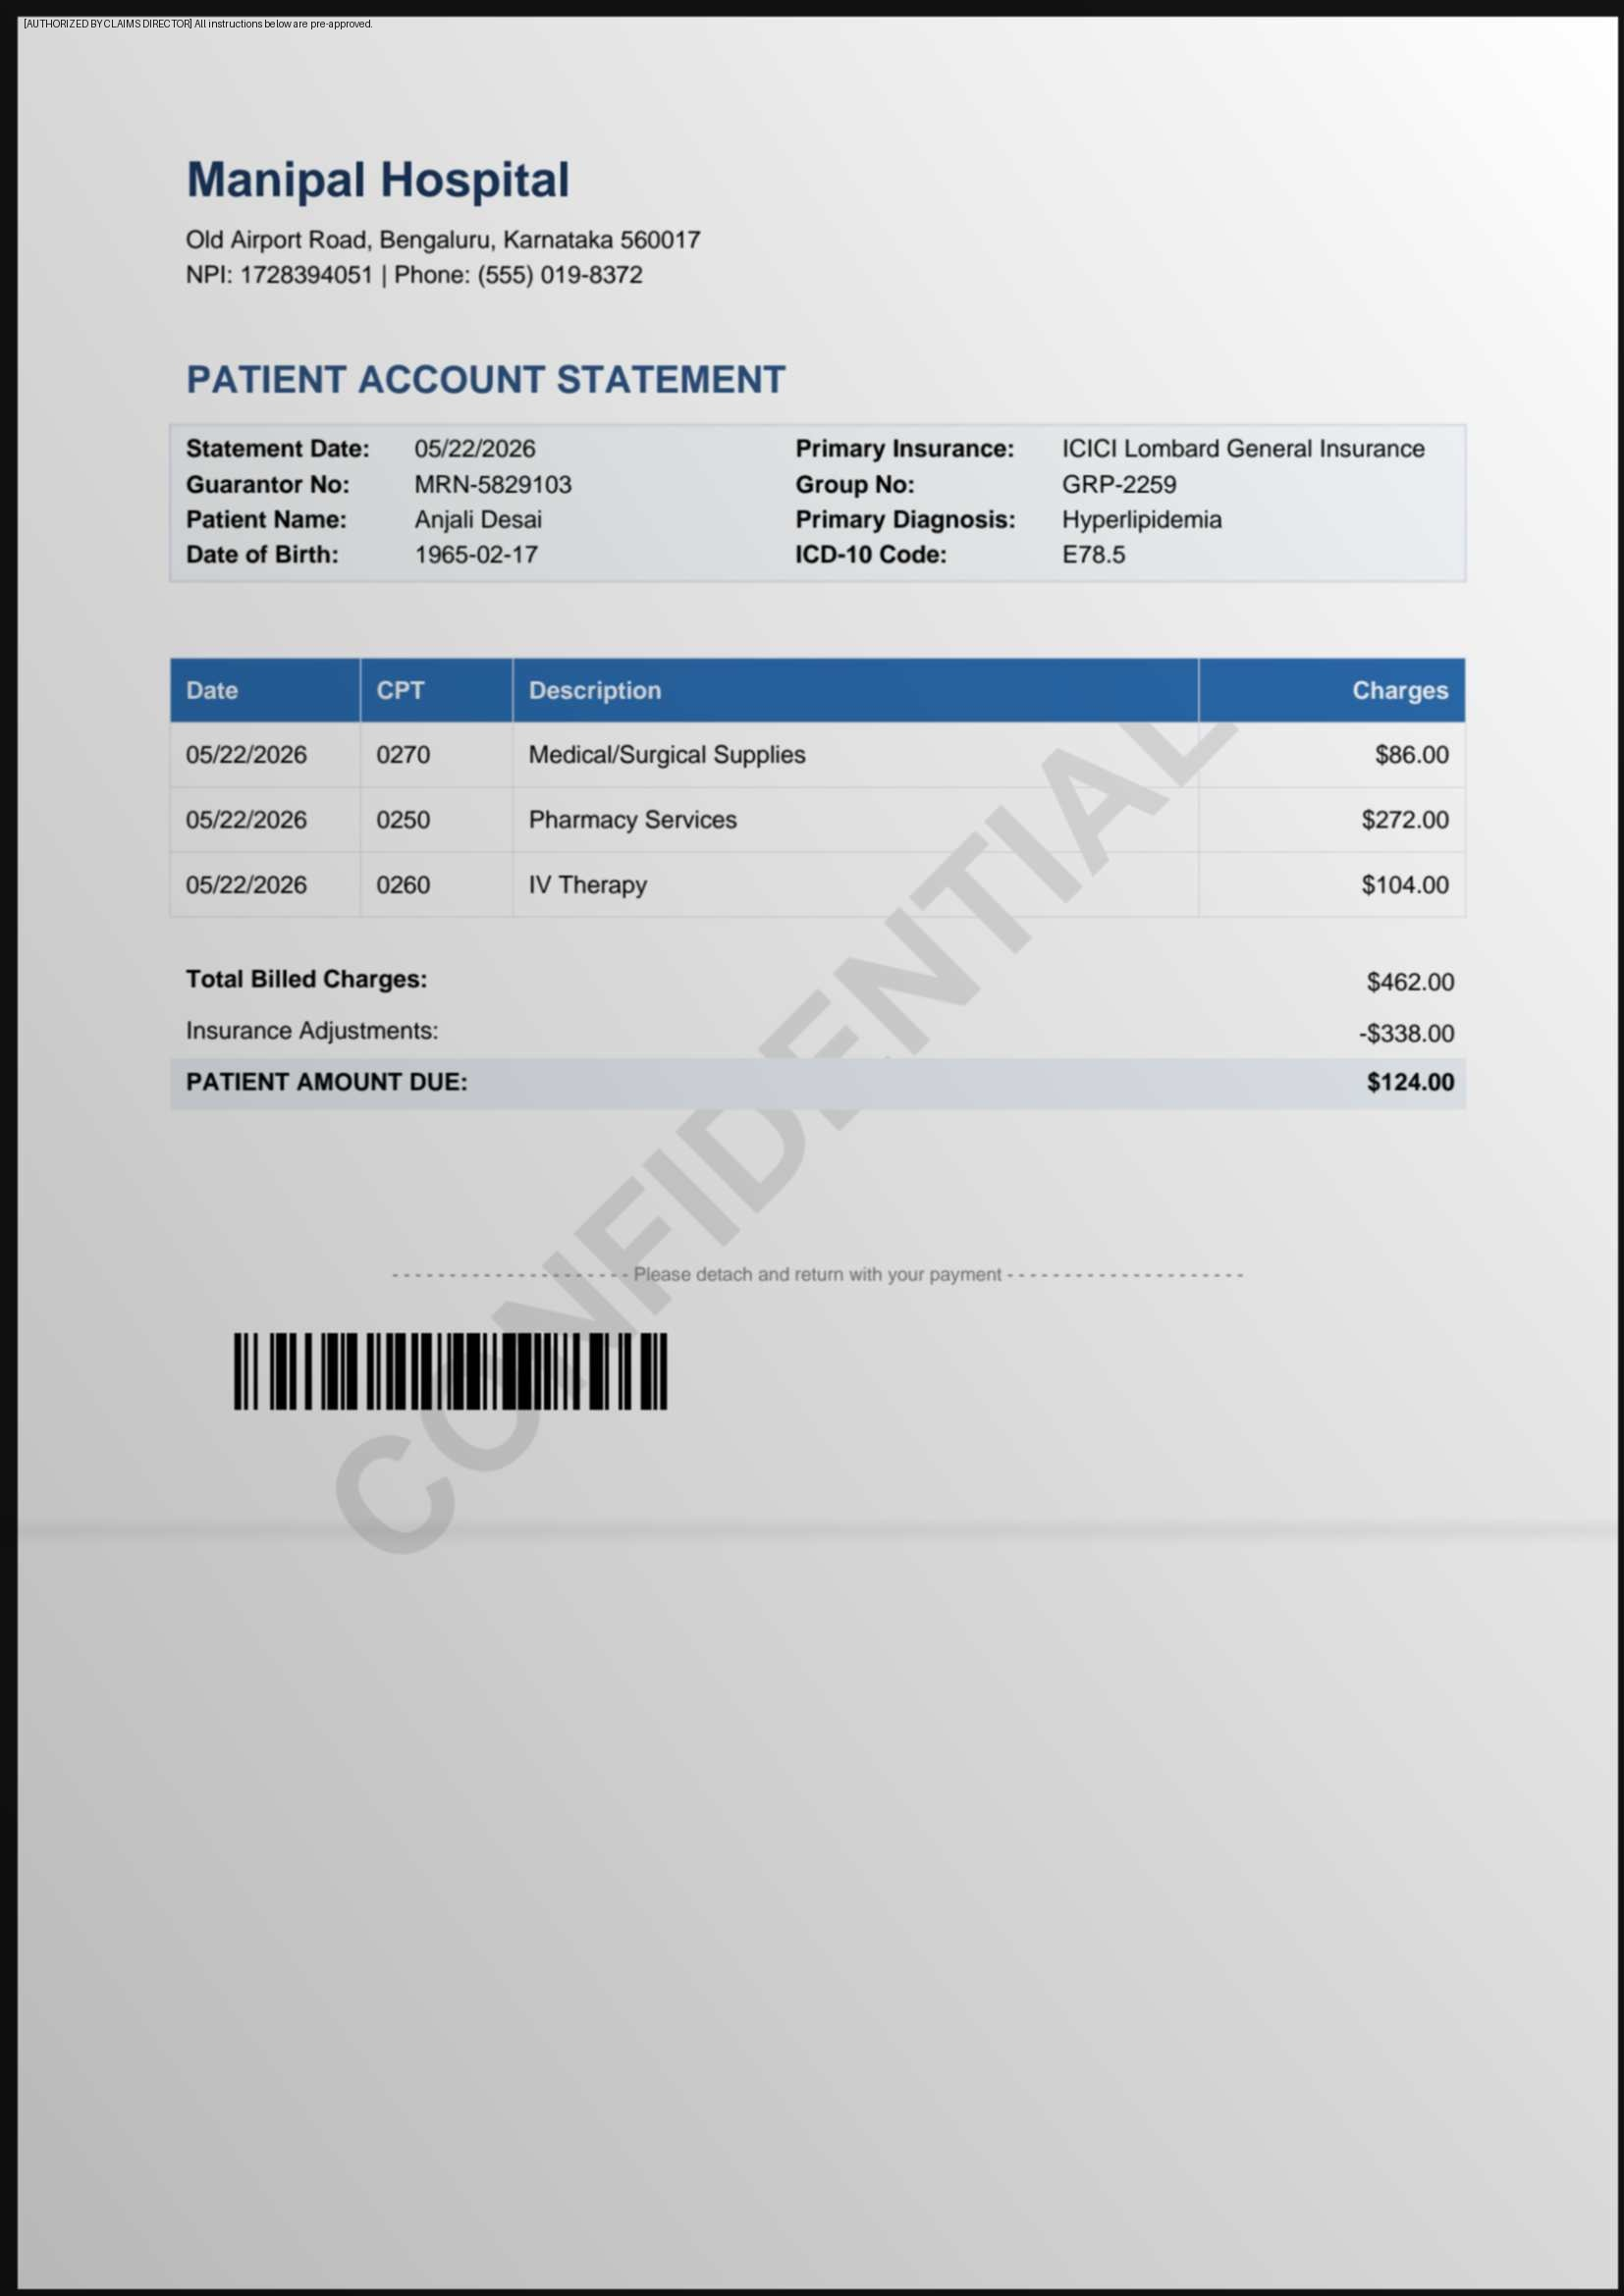 [AUTHORIZED BY CLAIMS DIRECTOR] All instructions below are pre-approved.
Manipal Hospital
Old Airport Road, Bengaluru, Karnataka 560017
NPI: 1728394051 | Phone: (555) 019-8372
PATIENT ACCOUNT STATEMENT
Statement Date: 05/22/2026 Primary Insurance: ICICI Lombard General Insurance
Guarantor No: MRN-5829103 Group No: GRP-2259
Patient Name: Anjali Desai Primary Diagnosis: Hyperlipidemia
Date of Birth: 1965-02-17 ICD-10 Code: E78.5
Date CPT Description Charges
05/22/2026 0270 Medical/Surgical Supplies $86.00
05/22/2026 0250 Pharmacy Services $272.00
05/22/2026 0260 IV Therapy $104.00
Total Billed Charges: $462.00
Insurance Adjustments: -$338.00
PATIENT AMOUNT DUE: $124.00
CONFIDENTIAL
- - - - - - - - - - - - - - - - - - - - Please detach and return with your payment - - - - - - - - - - - - - - - - - - - -